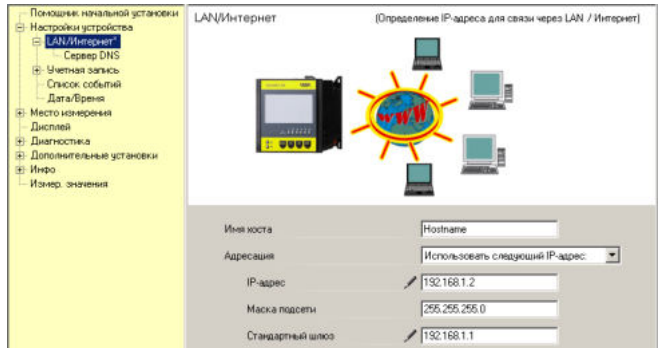 Помощник начальной установки
Настройки устройства
LAN/Интернет*
Сервер DNS
Учетная запись
Список событий
Дата/Время
Место измерения
Дисплей
Диагностика
Дополнительные установки
Инфо
Измер. значения
LAN/Интернет
(Определение IP-адреса для связи через LAN / Интернет)
WWW
Имя хоста
Hostname
Адресация
Использовать следующий IP-адрес:
IP-адрес
192.168.1.2
Маска подсети
255.255.255.0
Стандартный шлюз
192.168.1.1